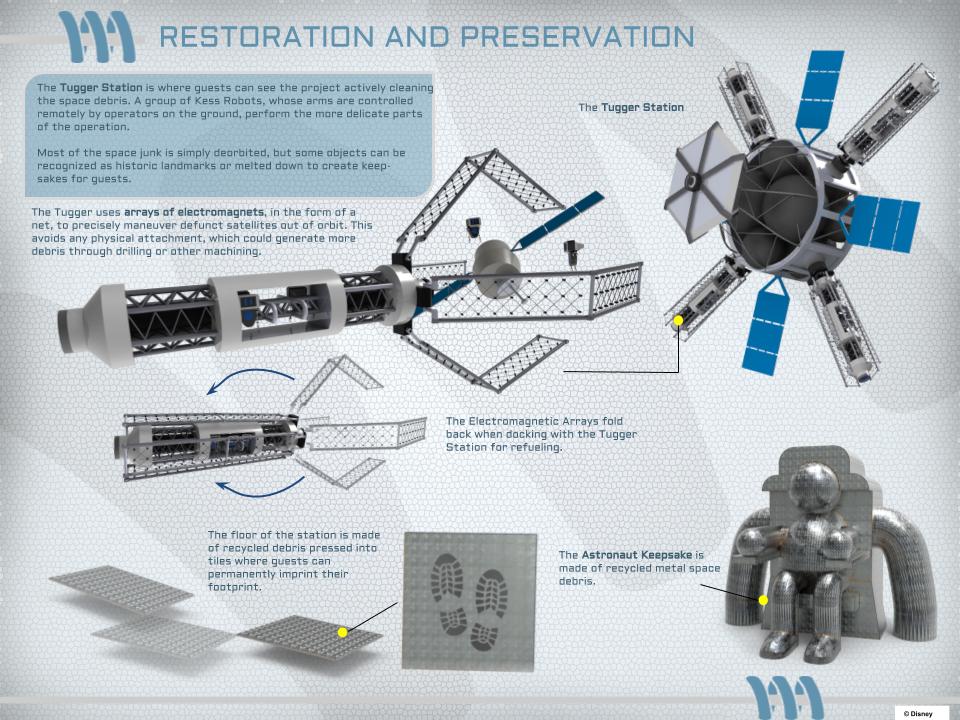 RESTORATION AND PRESERVATION
The Tugger Station is where guests can see the project actively cleaning
the space debris. A group of Kess Robots, whose arms are controlled
remotely by operators on the ground, perform the more delicate parts
of the operation.
Most of the space junk is simply deorbited, but some objects can be
recognized as historic landmarks or melted down to create keep-
sakes for guests.
The Tugger Station
The Tugger uses arrays of electromagnets, in the form of a
net, to precisely maneuver defunct satellites out of orbit. This
avoids any physical attachment, which could generate more
debris through drilling or other machining.
The Electromagnetic Arrays fold
back when docking with the Tugger
Station for refueling.
The floor of the station is made
of recycled debris pressed into
tiles where guests can
permanently imprint their
footprint.
The Astronaut Keepsake is
made of recycled metal space
debris.
© Disney